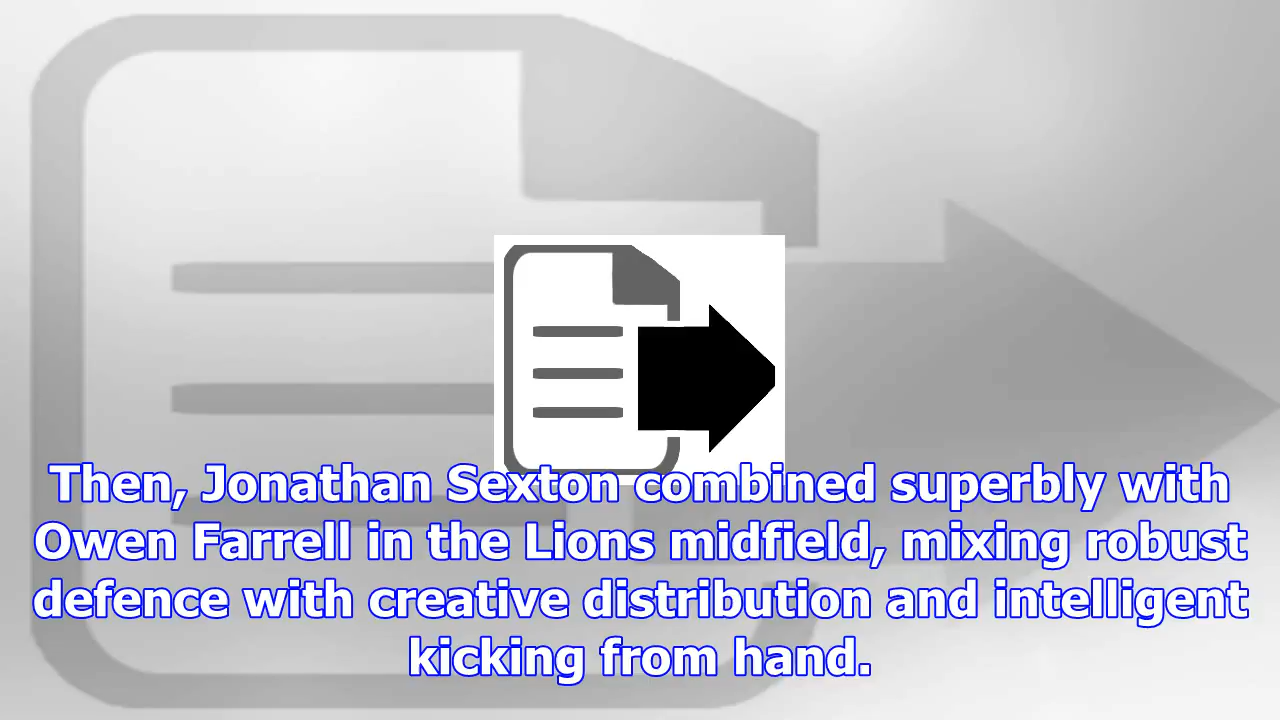 Then, Jonathan Sexton combined superbly with
Owen Farrell in the Lions midfield, mixing robust
defence with creative distribution and intelligent
kicking from hand.